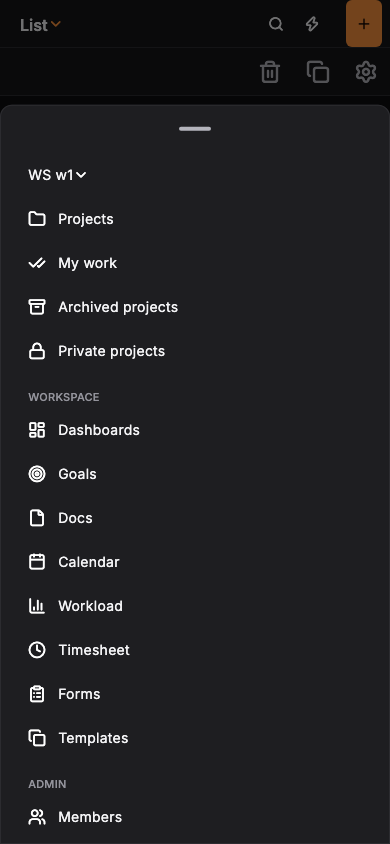 List
WS w1
Projects
My work
Archived projects
Private projects
WORKSPACE
Dashboards
Goals
Docs
Calendar
Workload
Timesheet
Forms
Templates
ADMIN
Members